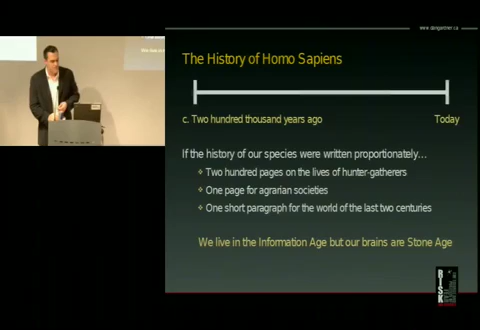 www.dangardner.ca
The History of Homo Sapiens
c. Two hundred thousand years ago
Today
If the history of our species were written proportionately…
Two hundred pages on the lives of hunter-gatherers
One page for agrarian societies
One short paragraph for the world of the last two centuries
We live in the Information Age but our brains are Stone Age
RISK